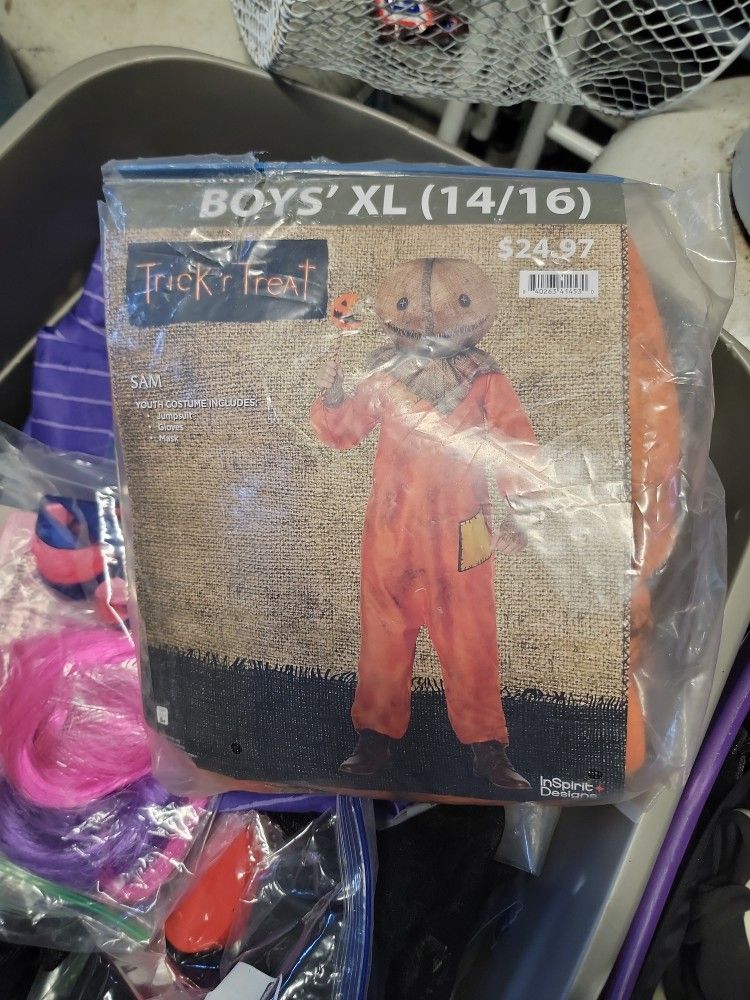 BOYS' XL (14/16)
$24.97
Trick'r Treat
SAM
YOUTH COSTUME INCLUDES:
• Jumpsuit
• Gloves
• Mask
InSpirit
Designs